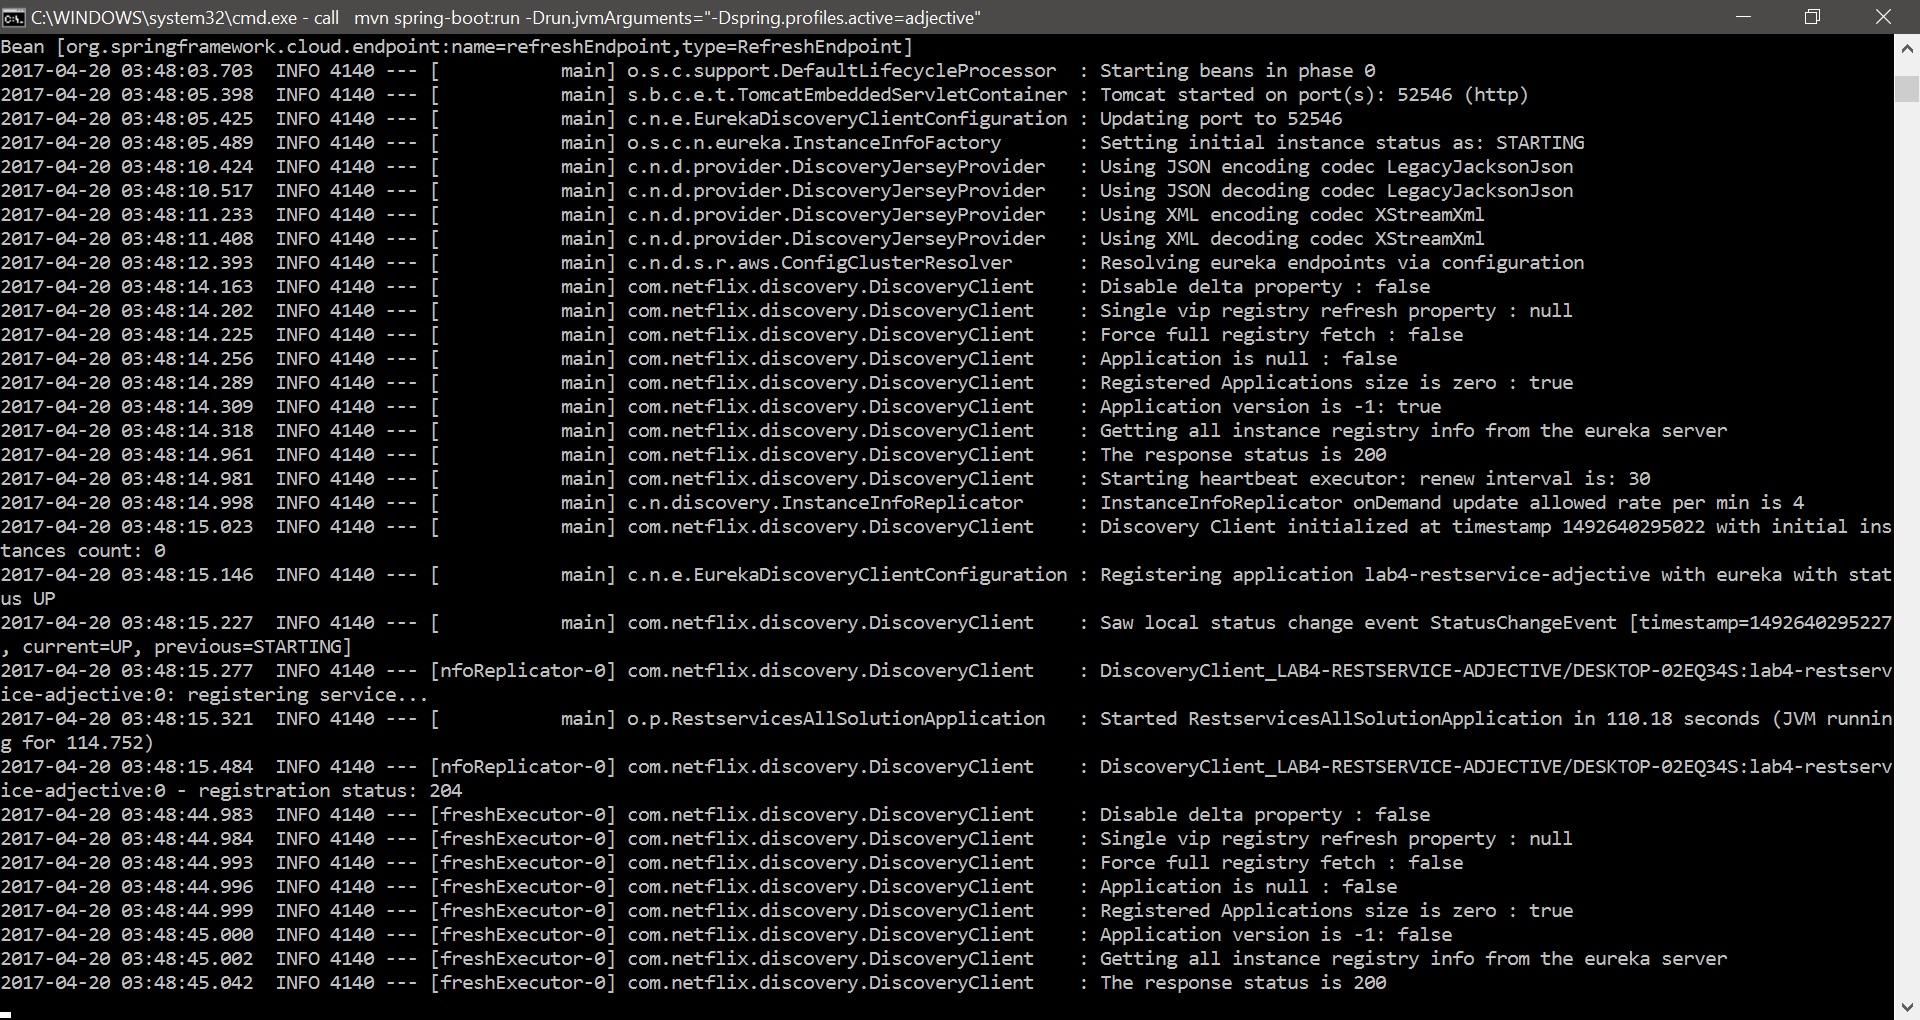 C:\WINDOWS\system32\cmd.exe - call   mvn spring-boot:run -Drun.jvmArguments="-Dspring.profiles.active=adjective"
Bean [org.springframework.cloud.endpoint:name=refreshEndpoint,type=RefreshEndpoint]
2017-04-20 03:48:03.703  INFO 4140 --- [           main] o.s.c.support.DefaultLifecycleProcessor  : Starting beans in phase 0
2017-04-20 03:48:05.398  INFO 4140 --- [           main] s.b.c.e.t.TomcatEmbeddedServletContainer : Tomcat started on port(s): 52546 (http)
2017-04-20 03:48:05.425  INFO 4140 --- [           main] c.n.e.EurekaDiscoveryClientConfiguration : Updating port to 52546
2017-04-20 03:48:05.489  INFO 4140 --- [           main] o.s.c.n.eureka.InstanceInfoFactory       : Setting initial instance status as: STARTING
2017-04-20 03:48:10.424  INFO 4140 --- [           main] c.n.d.provider.DiscoveryJerseyProvider   : Using JSON encoding codec LegacyJacksonJson
2017-04-20 03:48:10.517  INFO 4140 --- [           main] c.n.d.provider.DiscoveryJerseyProvider   : Using JSON decoding codec LegacyJacksonJson
2017-04-20 03:48:11.233  INFO 4140 --- [           main] c.n.d.provider.DiscoveryJerseyProvider   : Using XML encoding codec XStreamXml
2017-04-20 03:48:11.408  INFO 4140 --- [           main] c.n.d.provider.DiscoveryJerseyProvider   : Using XML decoding codec XStreamXml
2017-04-20 03:48:12.393  INFO 4140 --- [           main] c.n.d.s.r.aws.ConfigClusterResolver      : Resolving eureka endpoints via configuration
2017-04-20 03:48:14.163  INFO 4140 --- [           main] com.netflix.discovery.DiscoveryClient    : Disable delta property : false
2017-04-20 03:48:14.202  INFO 4140 --- [           main] com.netflix.discovery.DiscoveryClient    : Single vip registry refresh property : null
2017-04-20 03:48:14.225  INFO 4140 --- [           main] com.netflix.discovery.DiscoveryClient    : Force full registry fetch : false
2017-04-20 03:48:14.256  INFO 4140 --- [           main] com.netflix.discovery.DiscoveryClient    : Application is null : false
2017-04-20 03:48:14.289  INFO 4140 --- [           main] com.netflix.discovery.DiscoveryClient    : Registered Applications size is zero : true
2017-04-20 03:48:14.309  INFO 4140 --- [           main] com.netflix.discovery.DiscoveryClient    : Application version is -1: true
2017-04-20 03:48:14.318  INFO 4140 --- [           main] com.netflix.discovery.DiscoveryClient    : Getting all instance registry info from the eureka server
2017-04-20 03:48:14.961  INFO 4140 --- [           main] com.netflix.discovery.DiscoveryClient    : The response status is 200
2017-04-20 03:48:14.981  INFO 4140 --- [           main] com.netflix.discovery.DiscoveryClient    : Starting heartbeat executor: renew interval is: 30
2017-04-20 03:48:14.998  INFO 4140 --- [           main] c.n.discovery.InstanceInfoReplicator     : InstanceInfoReplicator onDemand update allowed rate per min is 4
2017-04-20 03:48:15.023  INFO 4140 --- [           main] com.netflix.discovery.DiscoveryClient    : Discovery Client initialized at timestamp 1492640295022 with initial ins
tances count: 0
2017-04-20 03:48:15.146  INFO 4140 --- [           main] c.n.e.EurekaDiscoveryClientConfiguration : Registering application lab4-restservice-adjective with eureka with stat
us UP
2017-04-20 03:48:15.227  INFO 4140 --- [           main] com.netflix.discovery.DiscoveryClient    : Saw local status change event StatusChangeEvent [timestamp=1492640295227
, current=UP, previous=STARTING]
2017-04-20 03:48:15.277  INFO 4140 --- [nfoReplicator-0] com.netflix.discovery.DiscoveryClient    : DiscoveryClient_LAB4-RESTSERVICE-ADJECTIVE/DESKTOP-02EQ34S:lab4-restserv
ice-adjective:0: registering service...
2017-04-20 03:48:15.321  INFO 4140 --- [           main] o.p.RestservicesAllSolutionApplication   : Started RestservicesAllSolutionApplication in 110.18 seconds (JVM runnin
g for 114.752)
2017-04-20 03:48:15.484  INFO 4140 --- [nfoReplicator-0] com.netflix.discovery.DiscoveryClient    : DiscoveryClient_LAB4-RESTSERVICE-ADJECTIVE/DESKTOP-02EQ34S:lab4-restserv
ice-adjective:0 - registration status: 204
2017-04-20 03:48:44.983  INFO 4140 --- [freshExecutor-0] com.netflix.discovery.DiscoveryClient    : Disable delta property : false
2017-04-20 03:48:44.984  INFO 4140 --- [freshExecutor-0] com.netflix.discovery.DiscoveryClient    : Single vip registry refresh property : null
2017-04-20 03:48:44.993  INFO 4140 --- [freshExecutor-0] com.netflix.discovery.DiscoveryClient    : Force full registry fetch : false
2017-04-20 03:48:44.996  INFO 4140 --- [freshExecutor-0] com.netflix.discovery.DiscoveryClient    : Application is null : false
2017-04-20 03:48:44.999  INFO 4140 --- [freshExecutor-0] com.netflix.discovery.DiscoveryClient    : Registered Applications size is zero : true
2017-04-20 03:48:45.000  INFO 4140 --- [freshExecutor-0] com.netflix.discovery.DiscoveryClient    : Application version is -1: false
2017-04-20 03:48:45.002  INFO 4140 --- [freshExecutor-0] com.netflix.discovery.DiscoveryClient    : Getting all instance registry info from the eureka server
2017-04-20 03:48:45.042  INFO 4140 --- [freshExecutor-0] com.netflix.discovery.DiscoveryClient    : The response status is 200